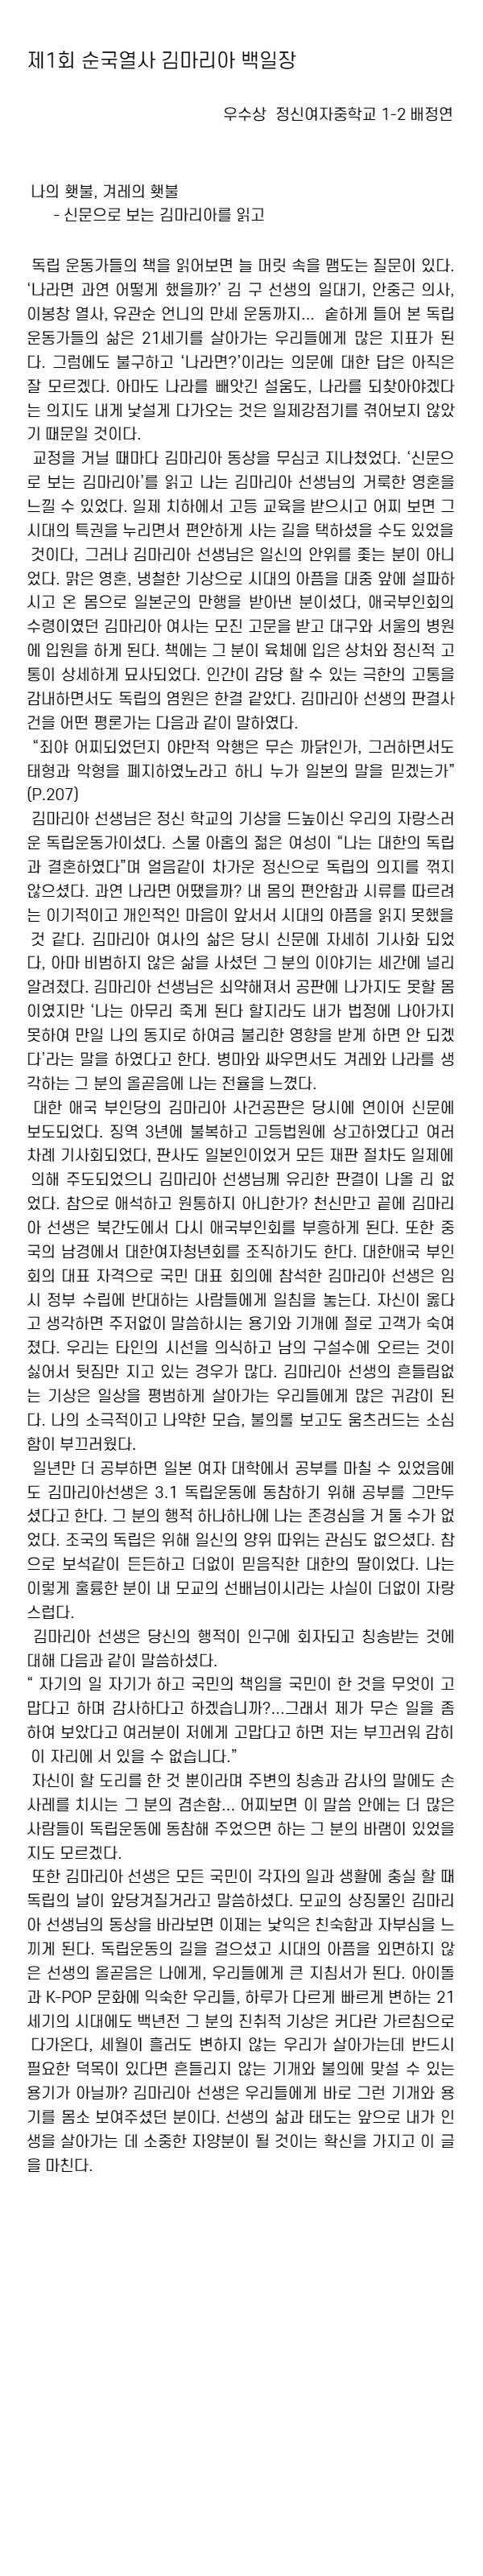 제1회 순국열사 김마리아 백일장
우수상 정신여자중학교 1-2 배정연
나의 횃불, 겨레의 횃불
- 신문으로 보는 김마리아를 읽고
독립 운동가들의 책을 읽어보면 늘 머릿 속을 맴도는 질문이 있다.
‘나라면 과연 어떻게 했을까?’ 김 구 선생의 일대기, 안중근 의사,
이봉창 열사, 유관순 언니의 만세 운동까지... 숱하게 들어 본 독립
운동가들의 삶은 21세기를 살아가는 우리들에게 많은 지표가 된
다. 그럼에도 불구하고 ‘나라면?’이라는 의문에 대한 답은 아직은
잘 모르겠다. 아마도 나라를 빼앗긴 설움도, 나라를 되찾아야겠다
는 의지도 내게 낯설게 다가오는 것은 일제강점기를 겪어보지 않았
기 때문일 것이다.
교정을 거닐 때마다 김마리아 동상을 무심코 지나쳤었다. ‘신문으
로 보는 김마리아’를 읽고 나는 김마리아 선생님의 거룩한 영혼을
느낄 수 있었다. 일제 치하에서 고등 교육을 받으시고 어찌 보면 그
시대의 특권을 누리면서 편안하게 사는 길을 택하셨을 수도 있었을
것이다, 그러나 김마리아 선생님은 일신의 안위를 좇는 분이 아니
었다. 맑은 영혼, 냉철한 기상으로 시대의 아픔을 대중 앞에 설파하
시고 온 몸으로 일본군의 만행을 받아낸 분이셨다, 애국부인회의
수령이였던 김마리아 여사는 모진 고문을 받고 대구와 서울의 병원
에 입원을 하게 된다. 책에는 그 분이 육체에 입은 상처와 정신적 고
통이 상세하게 묘사되었다. 인간이 감당 할 수 있는 극한의 고통을
감내하면서도 독립의 염원은 한결 같았다. 김마리아 선생의 판결사
건을 어떤 평론가는 다음과 같이 말하였다.
“죄야 어찌되었던지 야만적 악행은 무슨 까닭인가, 그러하면서도
태형과 악형을 폐지하였노라고 하니 누가 일본의 말을 믿겠는가”
(P.207)
김마리아 선생님은 정신 학교의 기상을 드높이신 우리의 자랑스러
운 독립운동가이셨다. 스물 아홉의 젊은 여성이 “나는 대한의 독립
과 결혼하였다”며 얼음같이 차가운 정신으로 독립의 의지를 꺾지
않으셨다. 과연 나라면 어땠을까? 내 몸의 편안함과 시류를 따르려
는 이기적이고 개인적인 마음이 앞서서 시대의 아픔을 읽지 못했을
것 같다. 김마리아 여사의 삶은 당시 신문에 자세히 기사화 되었
다, 아마 비범하지 않은 삶을 사셨던 그 분의 이야기는 세간에 널리
알려졌다. 김마리아 선생님은 쇠약해져서 공판에 나가지도 못할 몸
이였지만 ‘나는 아무리 죽게 된다 할지라도 내가 법정에 나아가지
못하여 만일 나의 동지로 하여금 불리한 영향을 받게 하면 안 되겠
다’라는 말을 하였다고 한다. 병마와 싸우면서도 겨레와 나라를 생
각하는 그 분의 올곧음에 나는 전율을 느꼈다.
대한 애국 부인당의 김마리아 사건공판은 당시에 연이어 신문에
보도되었다. 징역 3년에 불복하고 고등법원에 상고하였다고 여러
차례 기사회되었다, 판사도 일본인이었거 모든 재판 절차도 일제에
의해 주도되었으니 김마리아 선생님께 유리한 판결이 나올 리 없
었다. 참으로 애석하고 원통하지 아니한가? 천신만고 끝에 김마리
아 선생은 북간도에서 다시 애국부인회를 부흥하게 된다. 또한 중
국의 남경에서 대한여자청년회를 조직하기도 한다. 대한애국 부인
회의 대표 자격으로 국민 대표 회의에 참석한 김마리아 선생은 임
시 정부 수립에 반대하는 사람들에게 일침을 놓는다. 자신이 옳다
고 생각하면 주저없이 말씀하시는 용기와 기개에 절로 고객가 숙여
졌다. 우리는 타인의 시선을 의식하고 남의 구설수에 오르는 것이
싫어서 뒷짐만 지고 있는 경우가 많다. 김마리아 선생의 흔들림없
는 기상은 일상을 평범하게 살아가는 우리들에게 많은 귀감이 된
다. 나의 소극적이고 나약한 모습, 불의롤 보고도 움츠러드는 소심
함이 부끄러웠다.
일년만 더 공부하면 일본 여자 대학에서 공부를 마칠 수 있었음에
도 김마리아선생은 3.1 독립운동에 동참하기 위해 공부를 그만두
셨다고 한다. 그 분의 행적 하나하나에 나는 존경심을 거 둘 수가 없
었다. 조국의 독립은 위해 일신의 양위 따위는 관심도 없으셨다. 참
으로 보석같이 든든하고 더없이 믿음직한 대한의 딸이었다. 나는
이렇게 훌륭한 분이 내 모교의 선배님이시라는 사실이 더없이 자랑
스럽다.
김마리아 선생은 당신의 행적이 인구에 회자되고 칭송받는 것에
대해 다음과 같이 말씀하셨다.
“ 자기의 일 자기가 하고 국민의 책임을 국민이 한 것을 무엇이 고
맙다고 하며 감사하다고 하겠습니까?...그래서 제가 무슨 일을 좀
하여 보았다고 여러분이 저에게 고맙다고 하면 저는 부끄러워 감히
이 자리에 서 있을 수 없습니다.”
자신이 할 도리를 한 것 뿐이라며 주변의 칭송과 감사의 말에도 손
사레를 치시는 그 분의 겸손함... 어찌보면 이 말씀 안에는 더 많은
사람들이 독립운동에 동참해 주었으면 하는 그 분의 바램이 있었을
지도 모르겠다.
또한 김마리아 선생은 모든 국민이 각자의 일과 생활에 충실 할 때
독립의 날이 앞당겨질거라고 말씀하셨다. 모교의 상징물인 김마리
아 선생님의 동상을 바라보면 이제는 낯익은 친숙함과 자부심을 느
끼게 된다. 독립운동의 길을 걸으셨고 시대의 아픔을 외면하지 않
은 선생의 올곧음은 나에게, 우리들에게 큰 지침서가 된다. 아이돌
과 K-POP 문화에 익숙한 우리들, 하루가 다르게 빠르게 변하는 21
세기의 시대에도 백년전 그 분의 진취적 기상은 커다란 가르침으로
다가온다, 세월이 흘러도 변하지 않는 우리가 살아가는데 반드시
필요한 덕목이 있다면 흔들리지 않는 기개와 불의에 맞설 수 있는
용기가 아닐까? 김마리아 선생은 우리들에게 바로 그런 기개와 용
기를 몸소 보여주셨던 분이다. 선생의 삶과 태도는 앞으로 내가 인
생을 살아가는 데 소중한 자양분이 될 것이는 확신을 가지고 이 글
을 마친다.